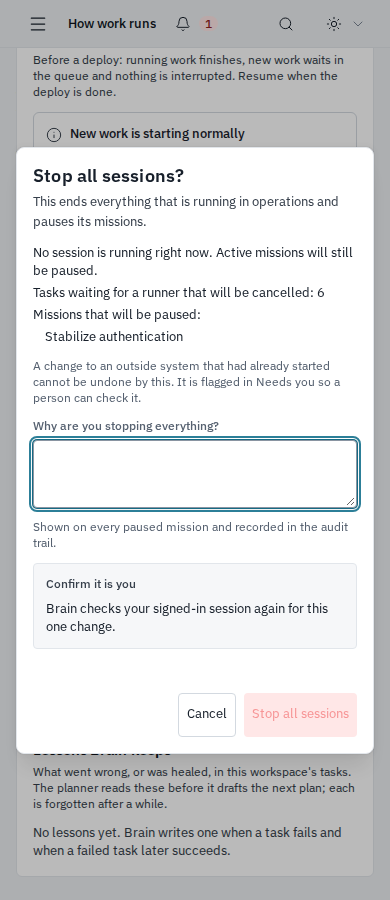 How work runs
1
Before a deploy: running work finishes, new work waits in
the queue and nothing is interrupted. Resume when the
deploy is done.
New work is starting normally
Stop all sessions?
This ends everything that is running in operations and
pauses its missions.
No session is running right now. Active missions will still
be paused.
Tasks waiting for a runner that will be cancelled: 6
Missions that will be paused:
Stabilize authentication
A change to an outside system that had already started
cannot be undone by this. It is flagged in Needs you so a
person can check it.
Why are you stopping everything?
Shown on every paused mission and recorded in the audit
trail.
Confirm it is you
Brain checks your signed-in session again for this
one change.
Cancel
Stop all sessions
What went wrong, or was healed, in this workspace's tasks.
The planner reads these before it drafts the next plan; each
is forgotten after a while.
No lessons yet. Brain writes one when a task fails and
when a failed task later succeeds.